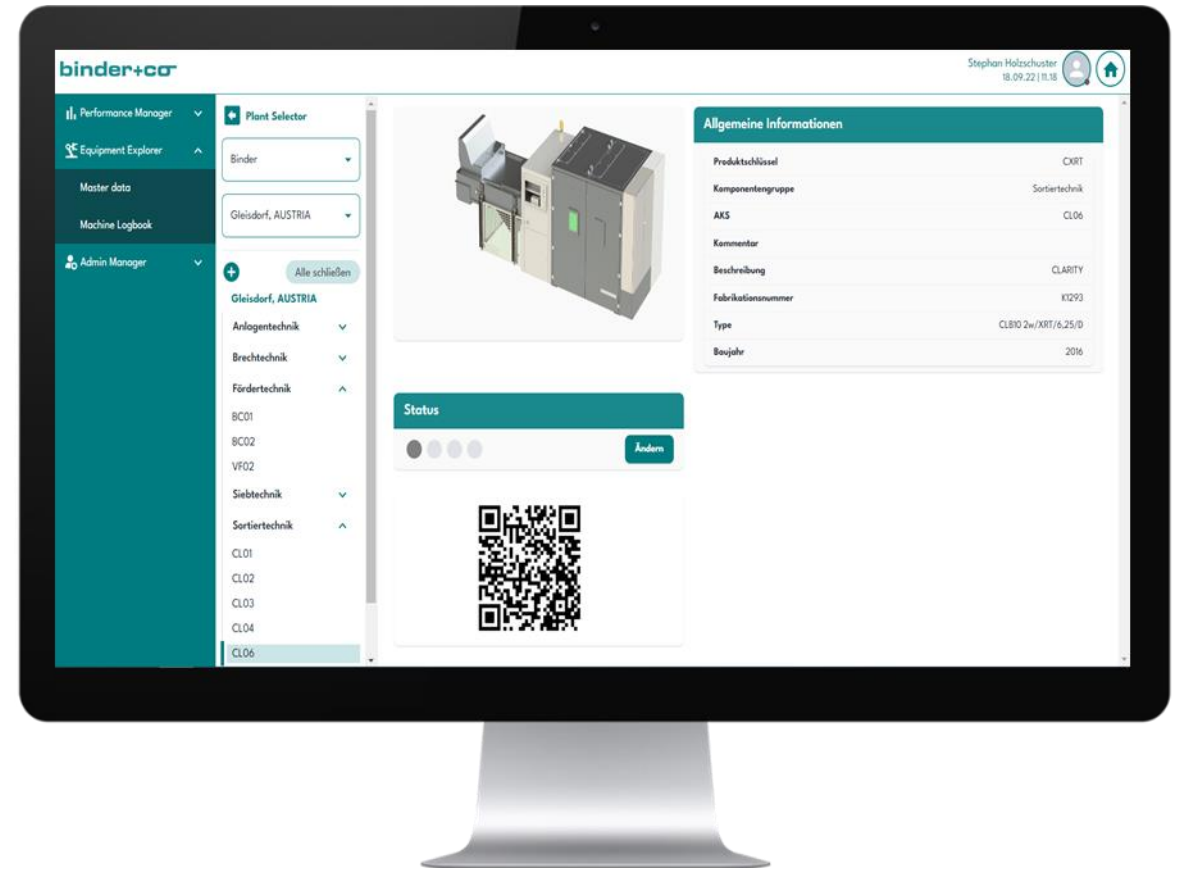 binder+co
Stephan Holzschuster
18.09.22 | 11.18
Performance Manager
Equipment Explorer
Master data
Machine Logbook
Admin Manager
Plant Selector
Binder
Gleisdorf, AUSTRIA
Alle schließen
Gleisdorf, AUSTRIA
Anlagentechnik
Brechtechnik
Fördertechnik
BC01
BC02
VF02
Siebtechnik
Sortiertechnik
CL01
CL02
CL03
CL04
CL06
Status
Ändern
Allgemeine Informationen
Produktschlüssel CXRT
Komponentengruppe Sortiertechnik
AKS CL06
Kommentar
Beschreibung CLARITY
Fabrikationsnummer K1293
Type CLB10 2w/XRT/6,25/D
Baujahr 2016